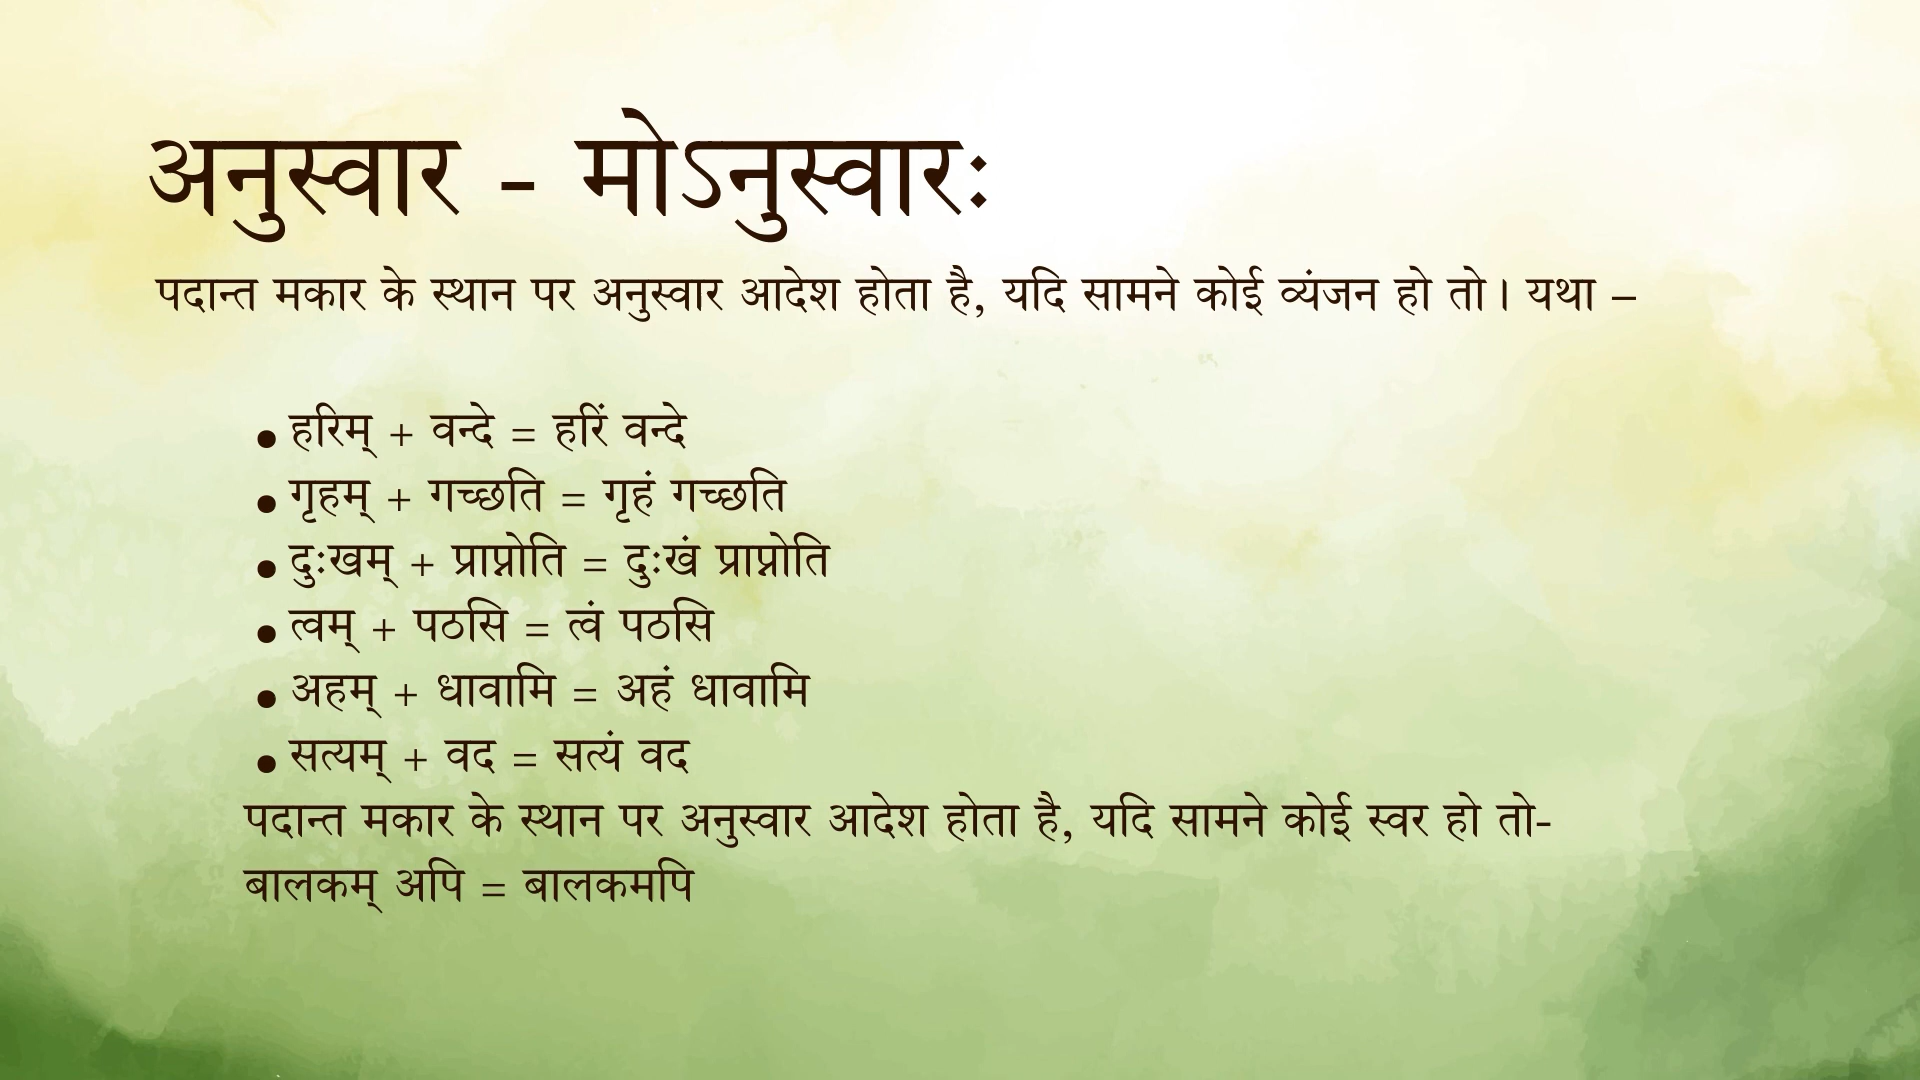 अनुस्वार - मोऽनुस्वारः
पदान्त मकार के स्थान पर अनुस्वार आदेश होता है, यदि सामने कोई व्यंजन हो तो। यथा –
• हरिम् + वन्दे = हरिं वन्दे
• गृहम् + गच्छति = गृहं गच्छति
• दुःखम् + प्राप्नोति = दुःखं प्राप्नोति
• त्वम् + पठसि = त्वं पठसि
• अहम् + धावामि = अहं धावामि
• सत्यम् + वद = सत्यं वद
पदान्त मकार के स्थान पर अनुस्वार आदेश होता है, यदि सामने कोई स्वर हो तो-
बालकम् अपि = बालकमपि